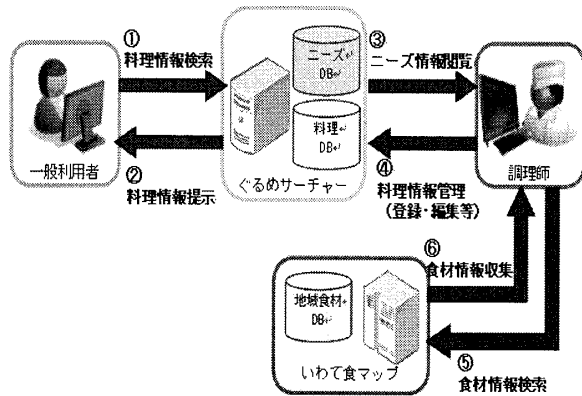 ①
料理情報検索
一般利用者
②
料理情報提示
ニーズ
DB
料理
DB
ぐるめサーチャー
③
ニーズ情報閲覧
④
料理情報管理
(登録・編集等)
調理師
⑥
食材情報収集
地域食材
DB
いわて食マップ
⑤
食材情報検索